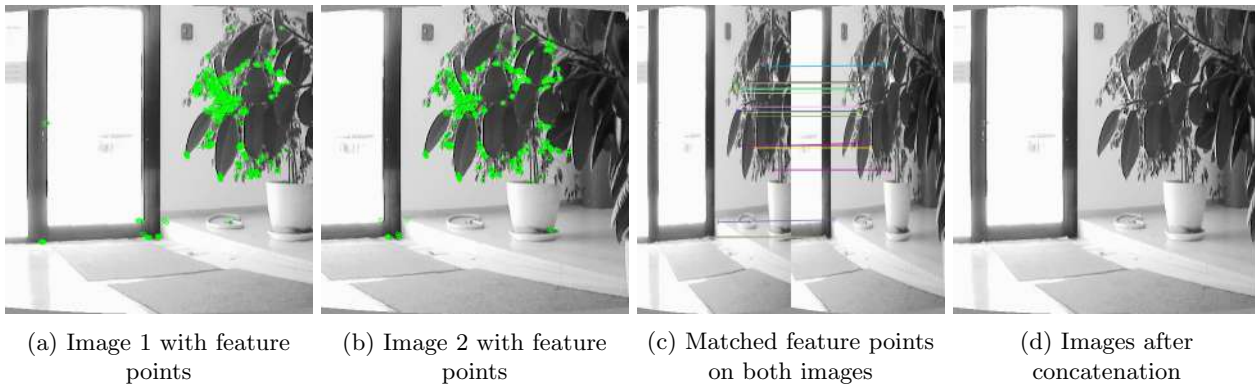 (a) Image 1 with feature
points
(b) Image 2 with feature
points
(c) Matched feature points
on both images
(d) Images after
concatenation